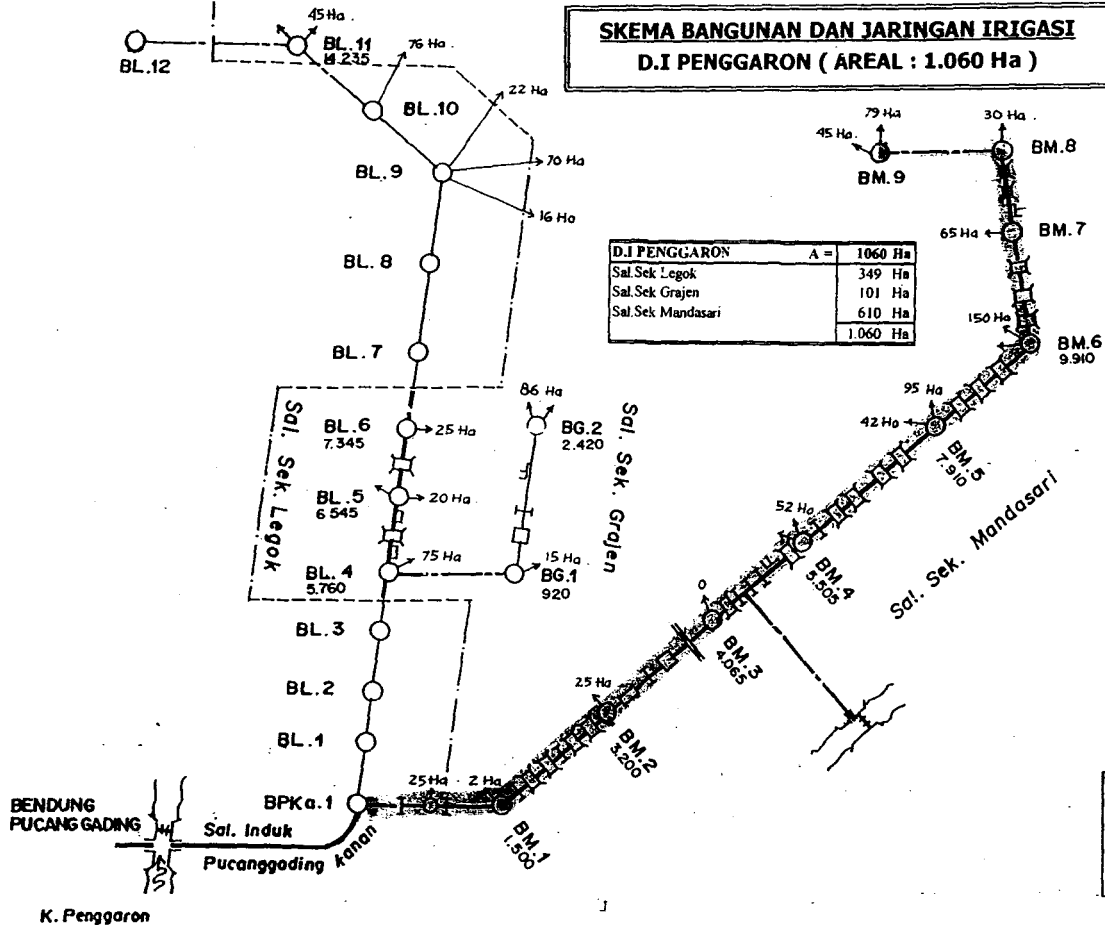 SKEMA BANGUNAN DAN JARINGAN IRIGASI
D.I PENGGARON ( AREAL : 1.060 Ha )
45 Ha
BL.12
BL.11
76 Ha.
BL.10
22 Ha
BL.9
70 Ha
16 Ha
BL.8
BL.7
BL.6
7.345
25 Ha
BL.5
6.545
20 Ha
BL.4
5.760
75 Ha
BL.3
BL.2
BL.1
BPKa.1
Sal. Sek. Legok
86 Ha
BG.2
2.420
15 Ha
BG.1
920
Sal. Sek. Grajen
D.I PENGGARON A = 1060 Ha
Sal.Sek Legok 349 Ha
Sal.Sek Grajen 101 Ha
Sal.Sek Mandasari 610 Ha
1.060 Ha
79 Ha
45 Ha.
BM.9
30 Ha.
BM.8
65 Ha
BM.7
150 Ha
BM.6
9.910
95 Ha
42 Ha
BM.5
7.910
52 Ha
BM.4
5.505
0
BM.3
4.065
25 Ha
BM.2
3.200
25 Ha
2 Ha
BM.1
1.500
Sal. Sek. Mandasari
BENDUNG
PUCANG GADING
Sal. Induk
Pucanggading kanan
K. Penggaron